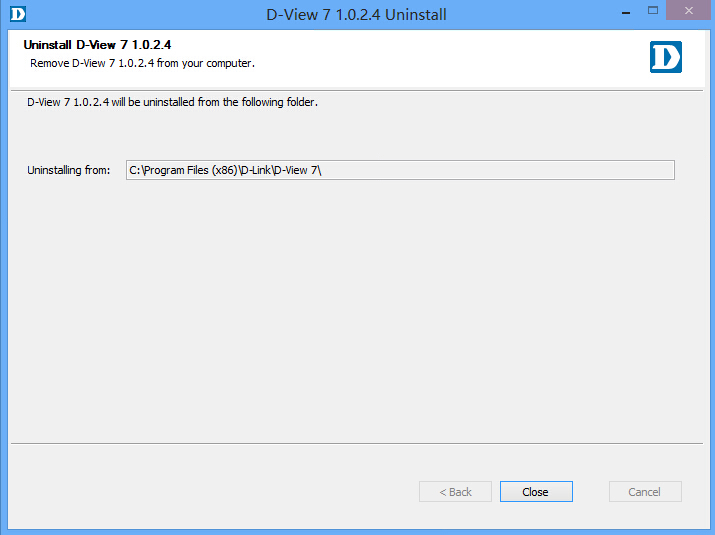 D-View 7 1.0.2.4 Uninstall
Uninstall D-View 7 1.0.2.4
Remove D-View 7 1.0.2.4 from your computer.
D-View 7 1.0.2.4 will be uninstalled from the following folder.
Uninstalling from: C:\Program Files (x86)\D-Link\D-View 7\
< Back Close Cancel